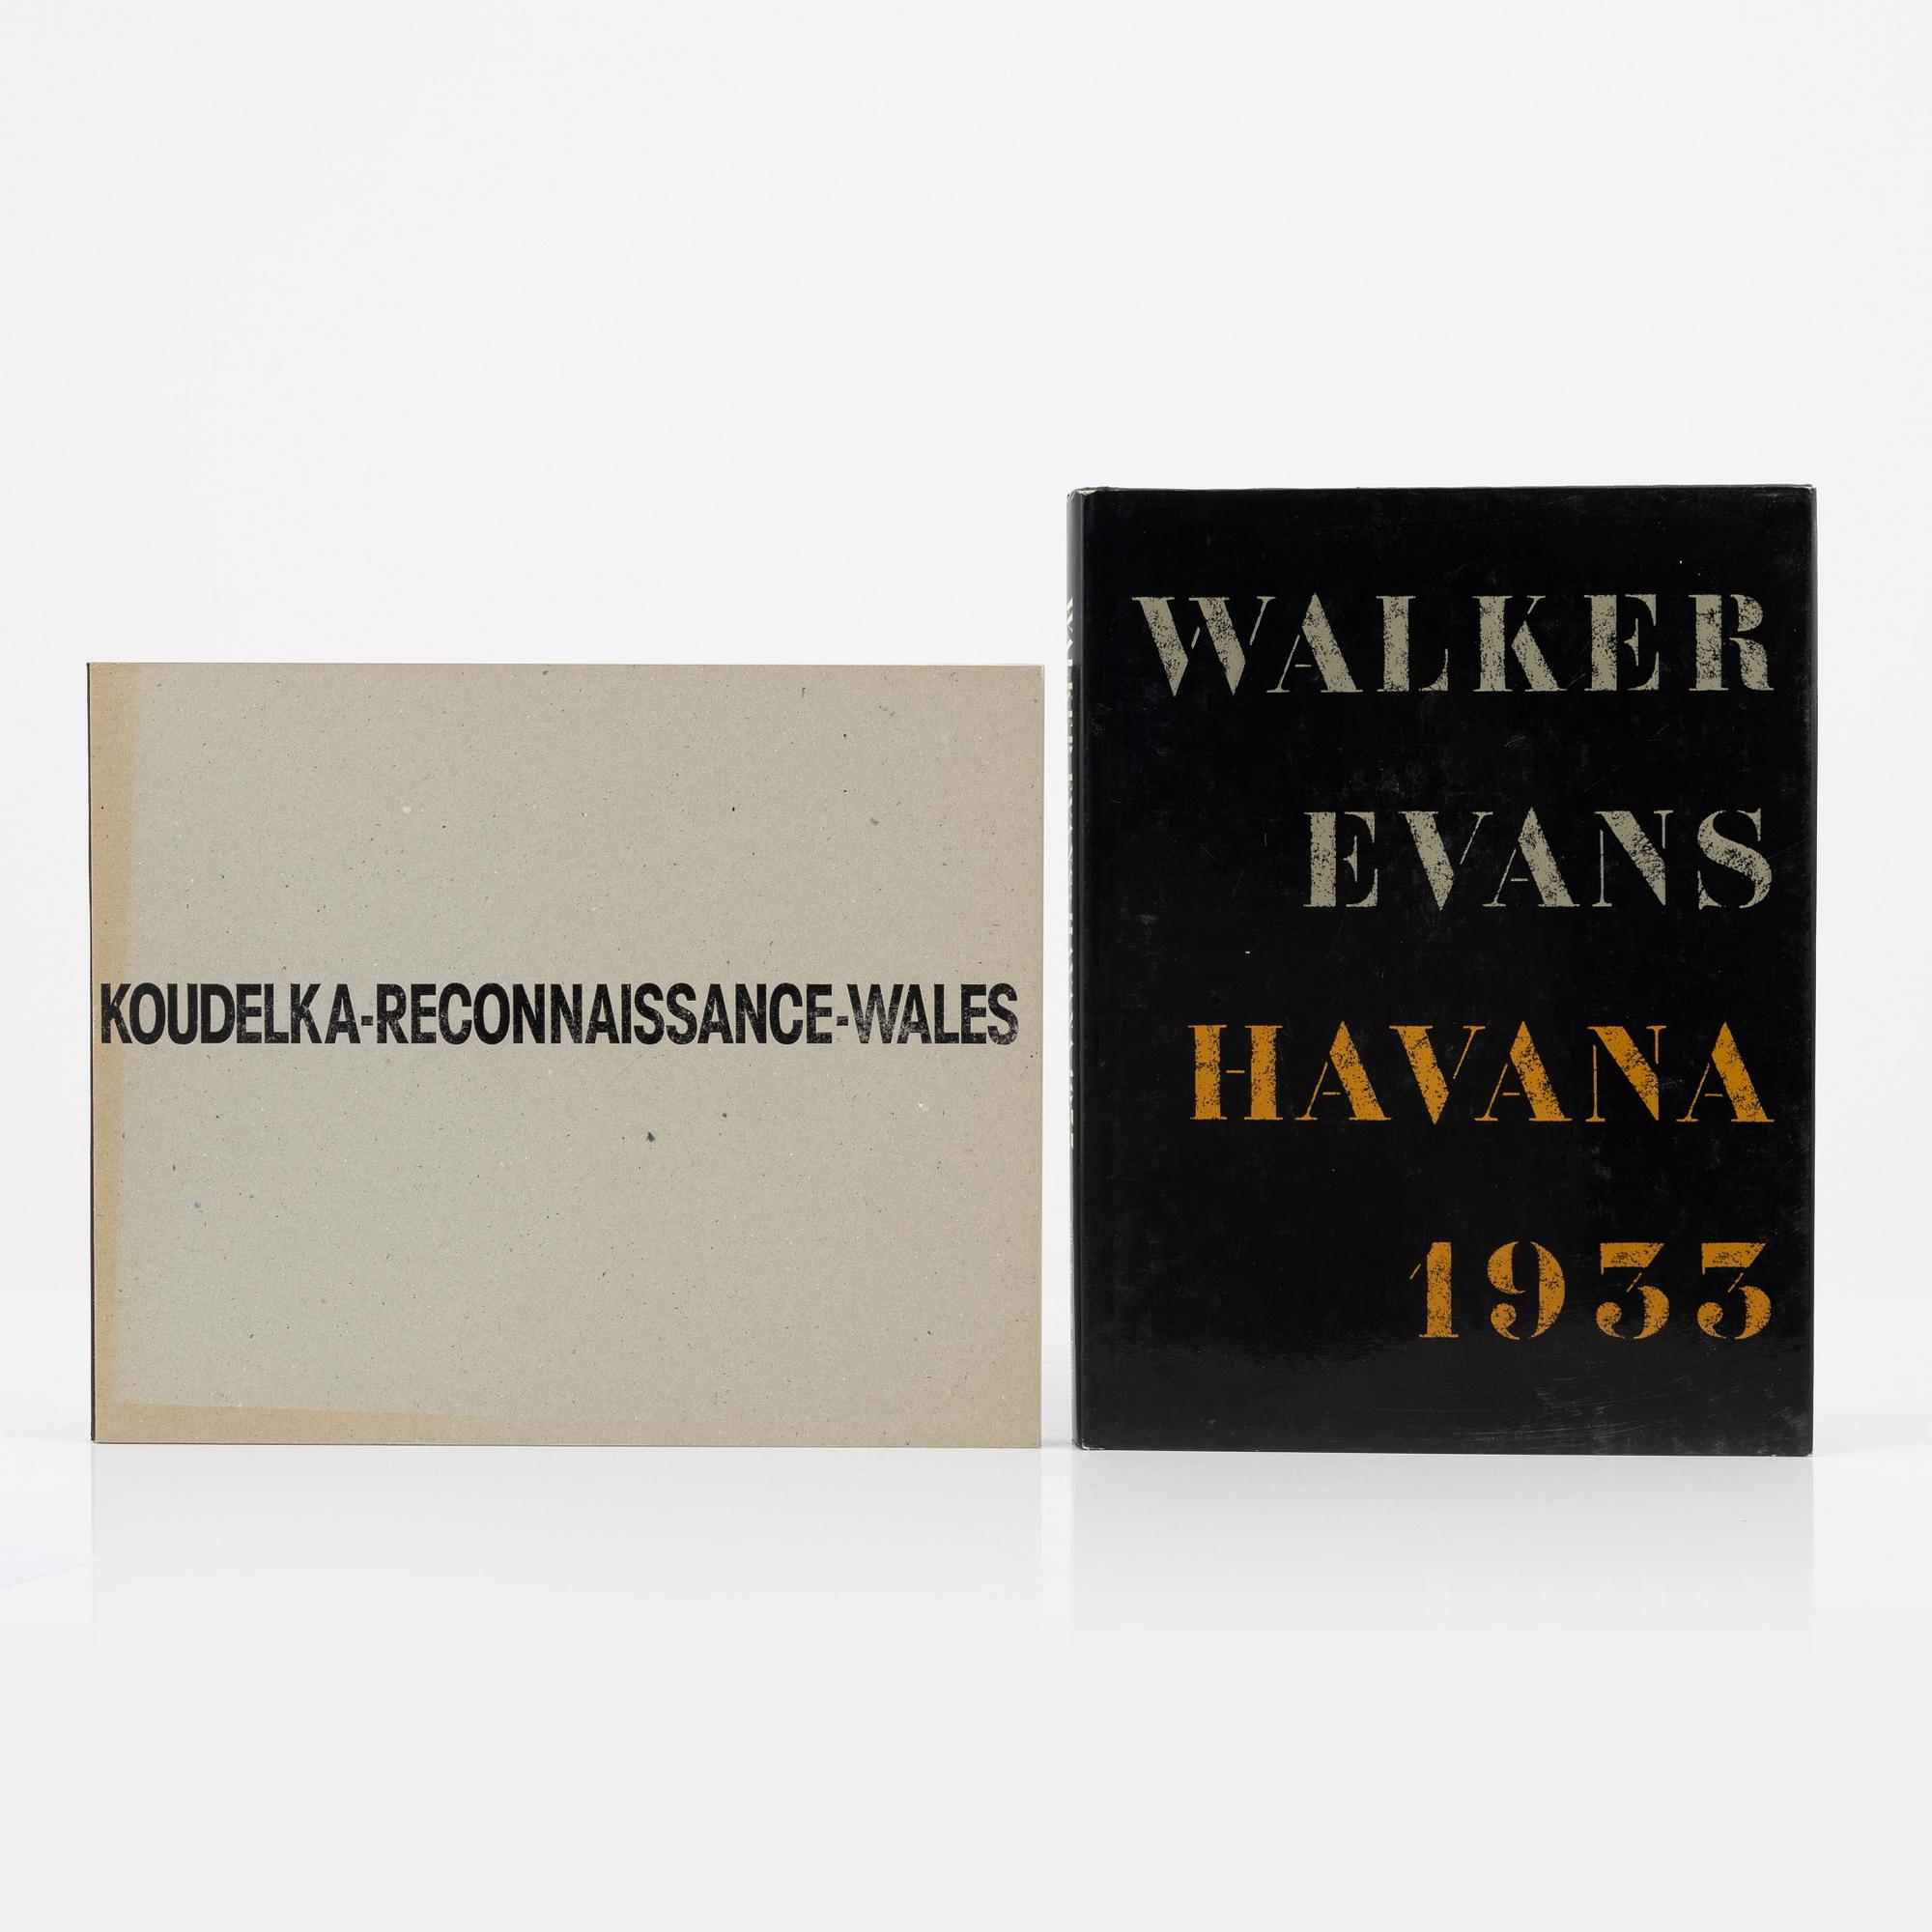 KOUDELKA-RECONNAISSANCE-WALES
WALKER
EVANS
HAVANA
1933